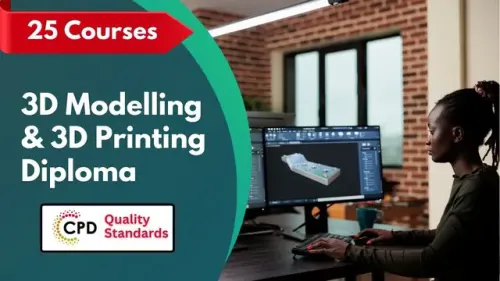 25 Courses
3D Modelling
& 3D Printing
Diploma
CPD
Quality
Standards